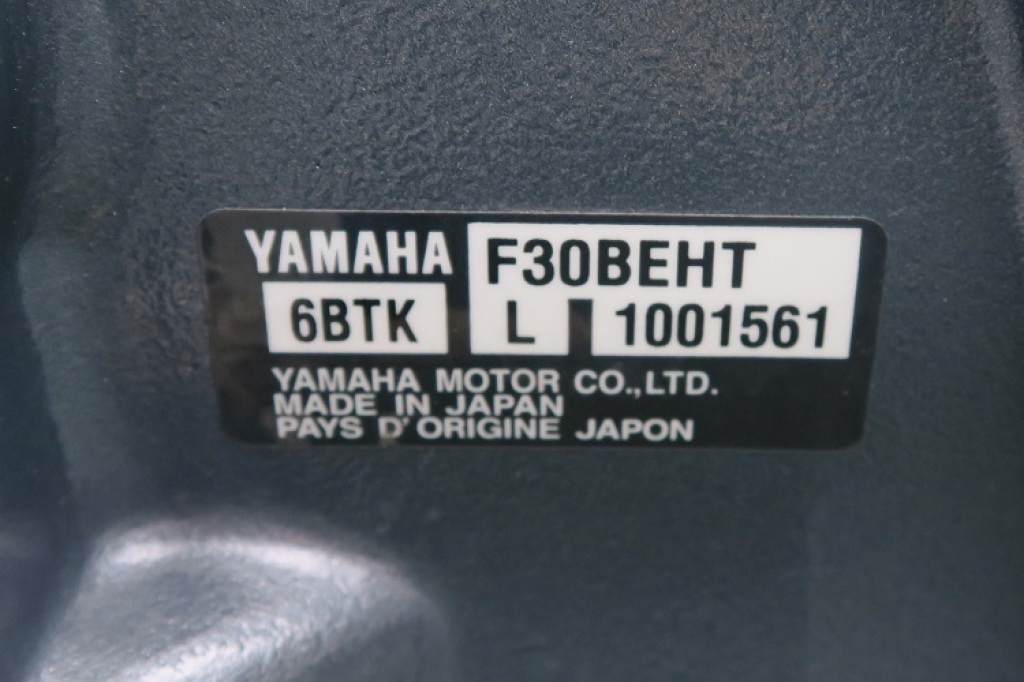 YAMAHA F30BEHT
6BTK L 1001561
YAMAHA MOTOR CO.,LTD.
MADE IN JAPAN
PAYS D'ORIGINE JAPON